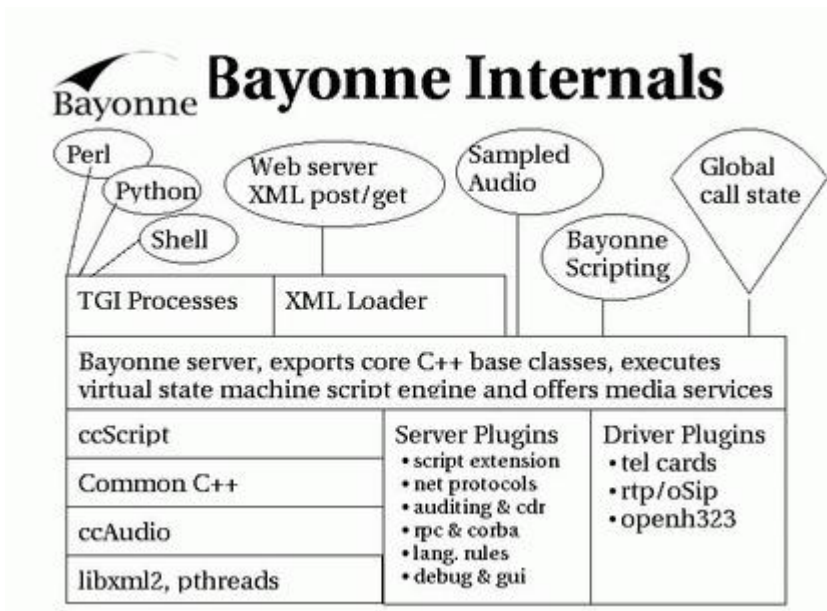 Bayonne
Bayonne Internals
Perl
Python
Shell
Web server
XML post/get
Sampled
Audio
Bayonne
Scripting
Global
call state
TGI Processes
XML Loader
Bayonne server, exports core C++ base classes, executes
virtual state machine script engine and offers media services
ccScript
Common C++
ccAudio
libxml2, pthreads
Server Plugins
• script extension
• net protocols
• auditing & cdr
• rpc & corba
• lang. rules
• debug & gui
Driver Plugins
• tel cards
• rtp/oSip
• openh323